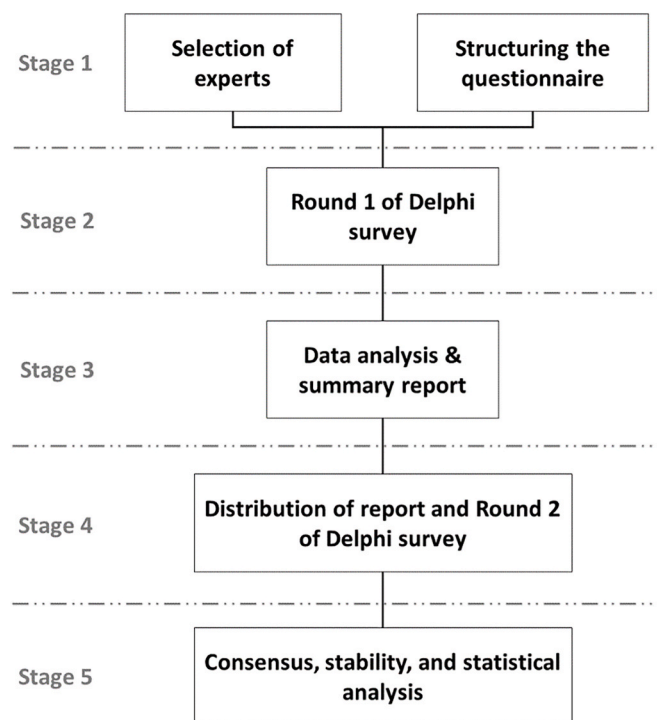 Stage 1
Selection of
experts
Structuring the
questionnaire
Stage 2
Round 1 of Delphi
survey
Stage 3
Data analysis &
summary report
Stage 4
Distribution of report and Round 2
of Delphi survey
Stage 5
Consensus, stability, and statistical
analysis